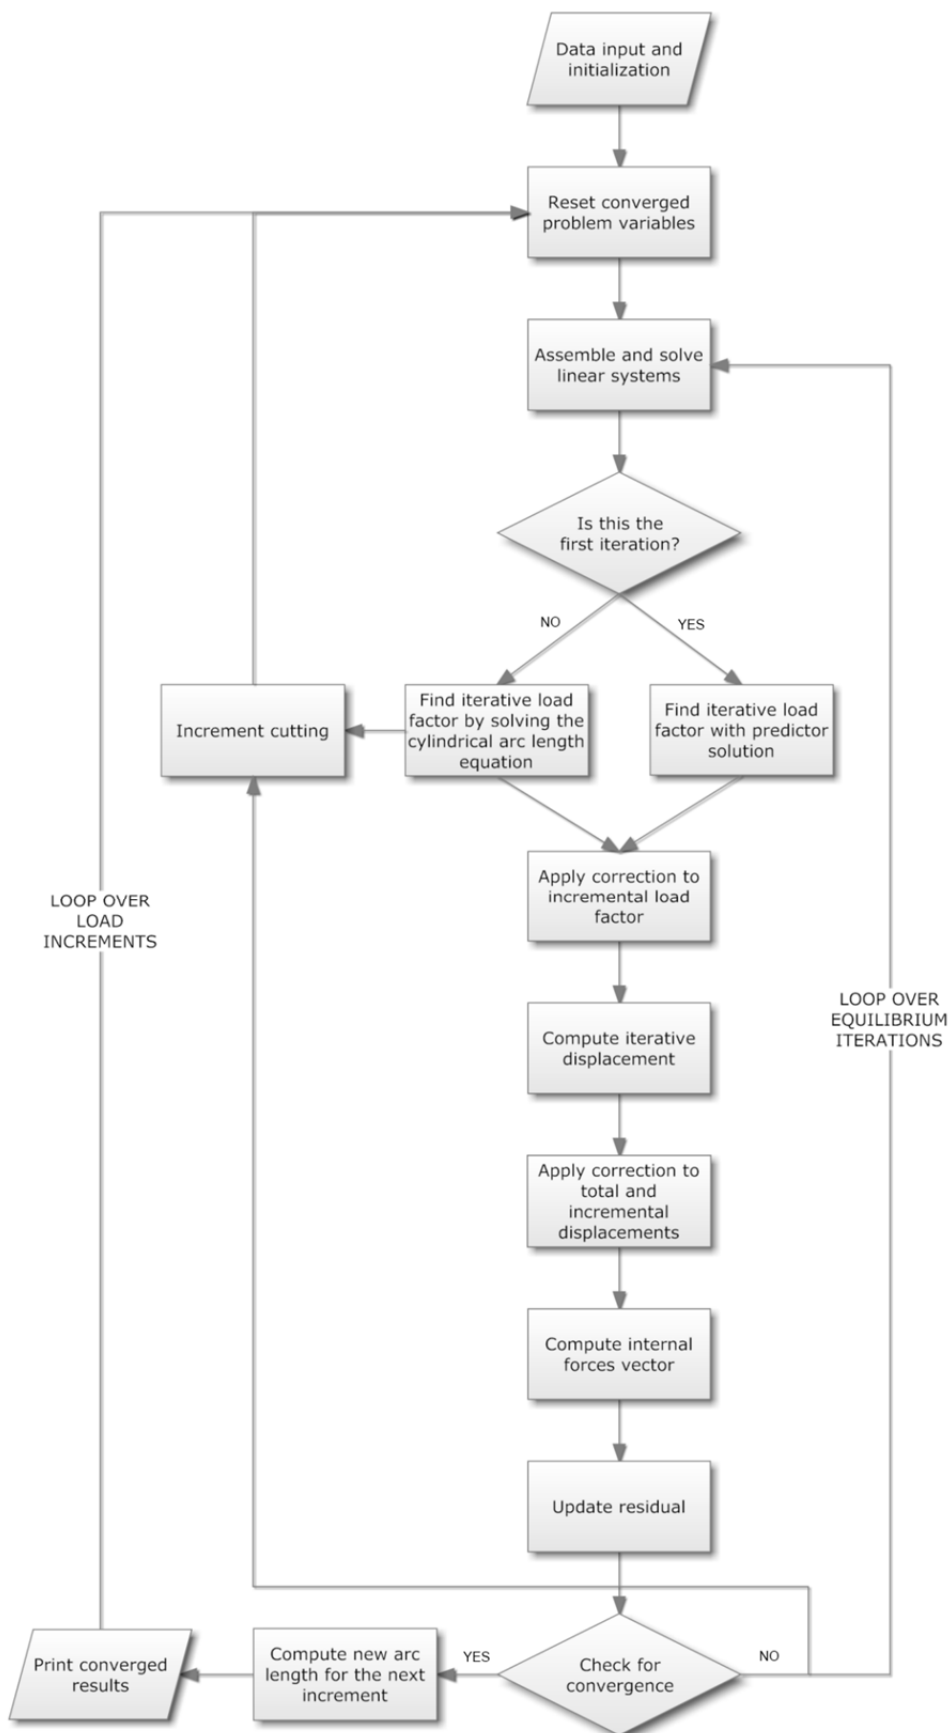 Data input and
initialization
Reset converged
problem variables
Assemble and solve
linear systems
Is this the
first iteration?
NO
YES
Increment cutting
Find iterative load
factor by solving the
cylindrical arc length
equation
Find iterative load
factor with predictor
solution
Apply correction to
incremental load
factor
LOOP OVER
LOAD
INCREMENTS
LOOP OVER
EQUILIBRIUM
ITERATIONS
Compute iterative
displacement
Apply correction to
total and
incremental
displacements
Compute internal
forces vector
Update residual
Print converged
results
Compute new arc
length for the next
increment
YES
Check for
convergence
NO